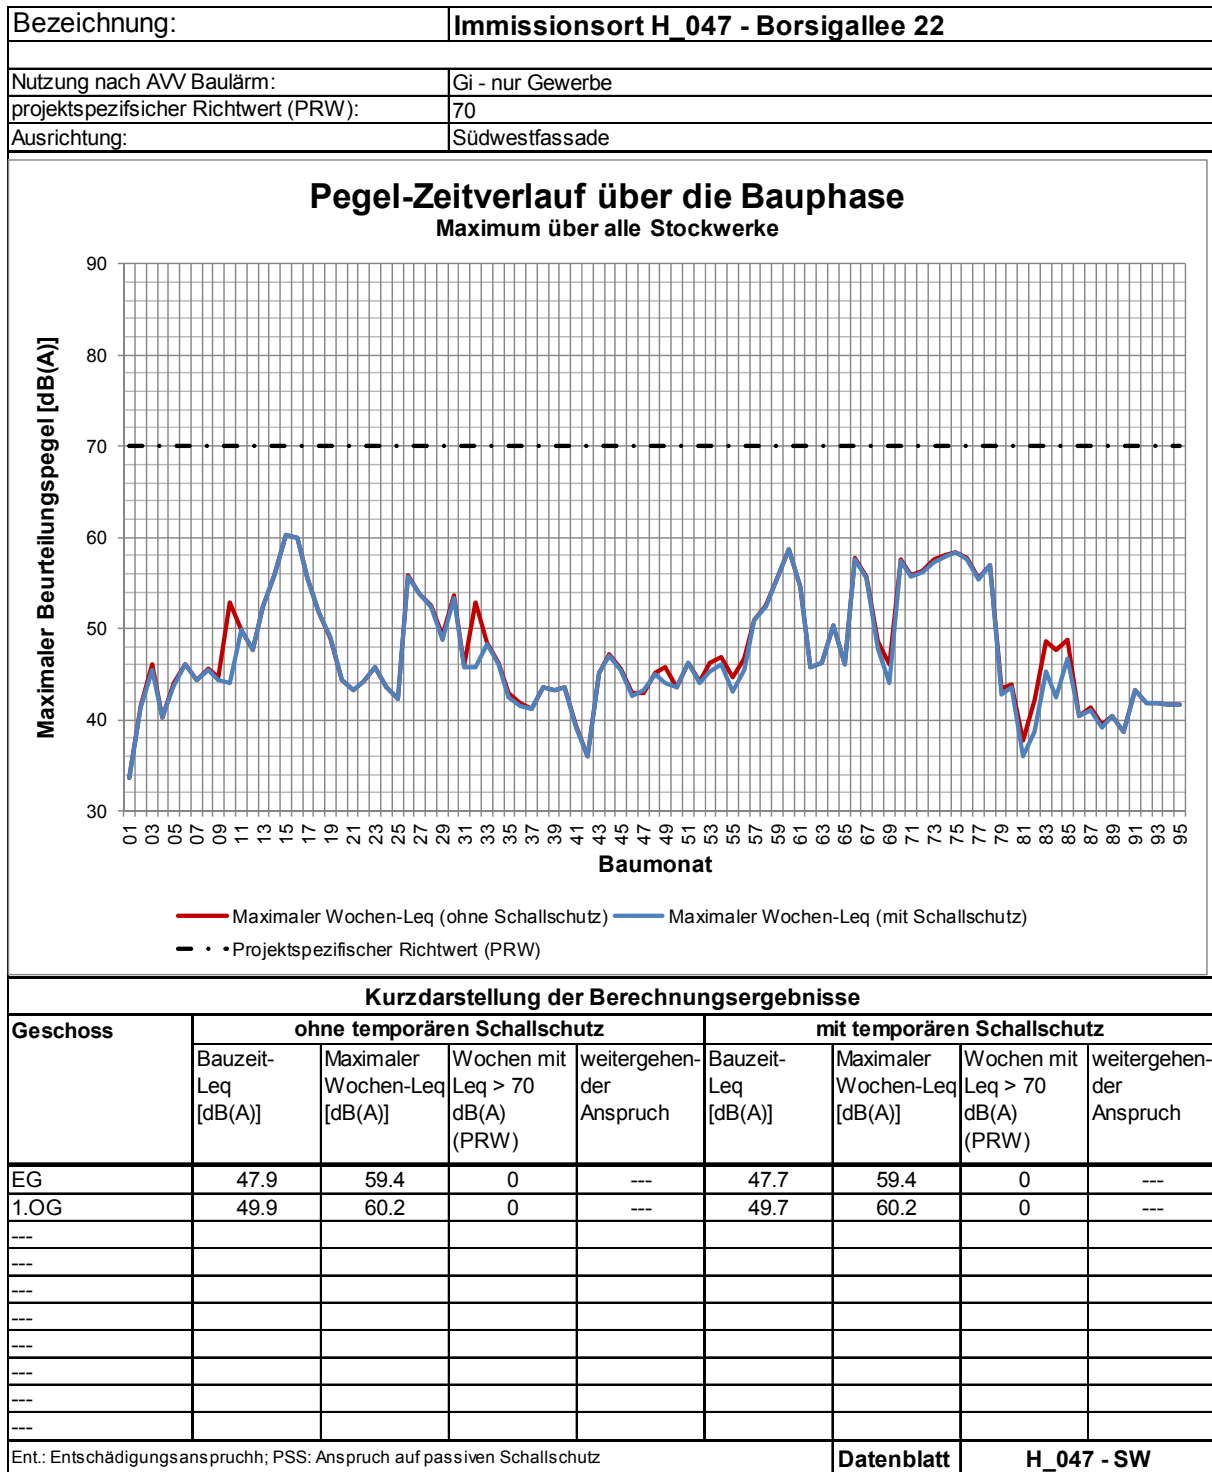 Bezeichnung: Immissionsort H_047 - Borsigallee 22
Nutzung nach AVV Baulärm: Gi - nur Gewerbe
projektspezifsicher Richtwert (PRW): 70
Ausrichtung: Südwestfassade
Pegel-Zeitverlauf über die Bauphase
Maximum über alle Stockwerke
Maximaler Beurteilungspegel [dB(A)]
90
80
70
60
50
40
30
01 03 05 07 09 11 13 15 17 19 21 23 25 27 29 31 33 35 37 39 41 43 45 47 49 51 53 55 57 59 61 63 65 67 69 71 73 75 77 79 81 83 85 87 89 91 93 95
Baumonat
Maximaler Wochen-Leq (ohne Schallschutz) Maximaler Wochen-Leq (mit Schallschutz)
Projektspezifischer Richtwert (PRW)
Kurzdarstellung der Berechnungsergebnisse
Geschoss ohne temporären Schallschutz mit temporären Schallschutz
Bauzeit- Maximaler Wochen mit weitergehen- Bauzeit- Maximaler Wochen mit weitergehen-
Leq Wochen-Leq Leq > 70 der Leq Wochen-Leq Leq > 70 der
[dB(A)] [dB(A)] dB(A) Anspruch [dB(A)] [dB(A)] dB(A) Anspruch
(PRW) (PRW)
EG 47.9 59.4 0 --- 47.7 59.4 0 ---
1.OG 49.9 60.2 0 --- 49.7 60.2 0 ---
---
---
---
---
---
---
---
---
Ent.: Entschädigungsanspruchh; PSS: Anspruch auf passiven Schallschutz Datenblatt H_047 - SW